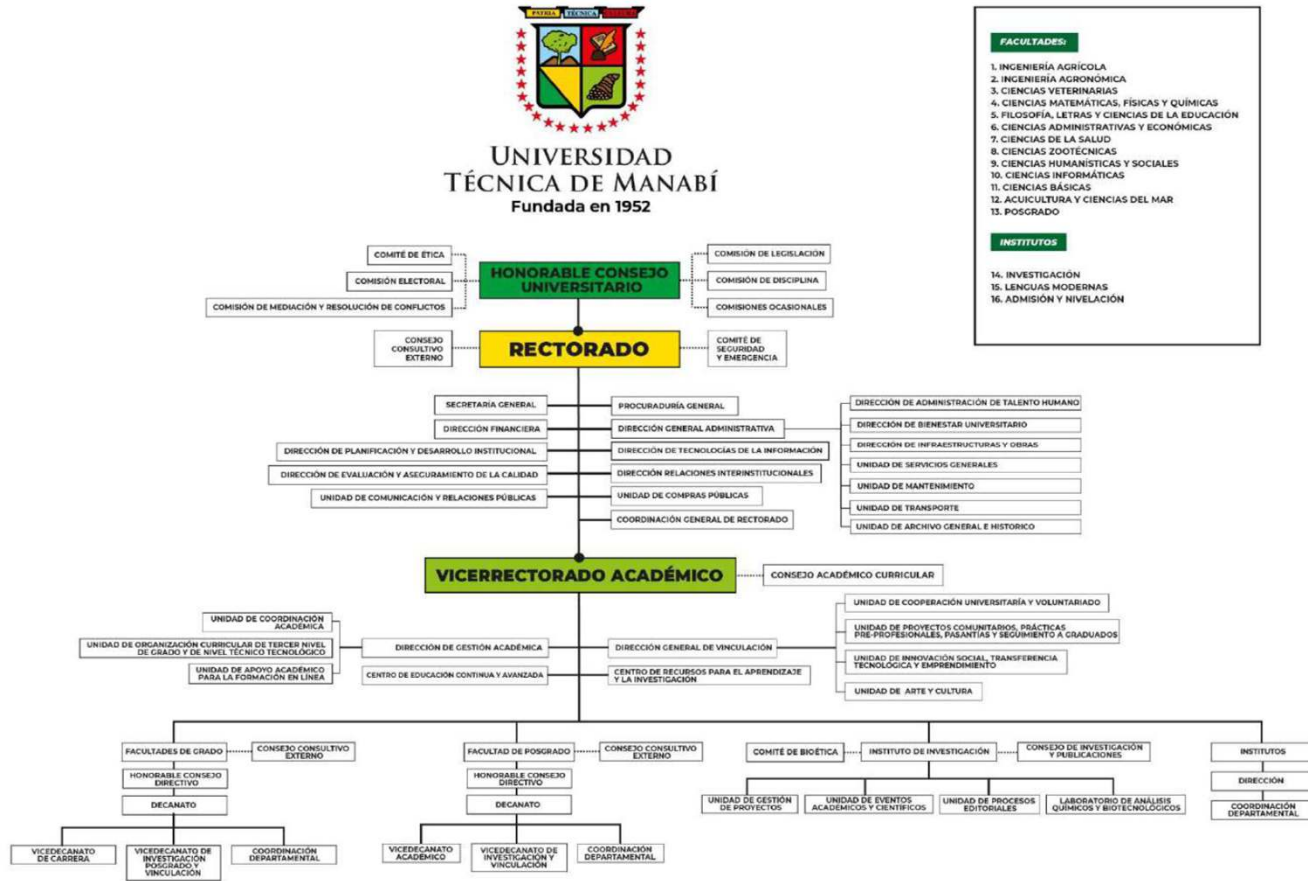 PATRIA TÉCNICA
UNIVERSIDAD
TÉCNICA DE MANABÍ
Fundada en 1952
FACULTADES:
1. INGENIERÍA AGRÍCOLA
2. INGENIERÍA AGRONÓMICA
3. CIENCIAS VETERINARIAS
4. CIENCIAS MATEMÁTICAS, FÍSICAS Y QUÍMICAS
5. FILOSOFÍA, LETRAS Y CIENCIAS DE LA EDUCACIÓN
6. CIENCIAS ADMINISTRATIVAS Y ECONÓMICAS
7. CIENCIAS DE LA SALUD
8. CIENCIAS ZOOTÉCNICAS
9. CIENCIAS HUMANÍSTICAS Y SOCIALES
10. CIENCIAS INFORMÁTICAS
11. CIENCIAS BÁSICAS
12. ACUICULTURA Y CIENCIAS DEL MAR
13. POSGRADO
INSTITUTOS
14. INVESTIGACIÓN
15. LENGUAS MODERNAS
16. ADMISIÓN Y NIVELACIÓN
COMITÉ DE ÉTICA
COMISIÓN ELECTORAL
COMISIÓN DE MEDIACIÓN Y RESOLUCIÓN DE CONFLICTOS
HONORABLE CONSEJO
UNIVERSITARIO
COMISIÓN DE LEGISLACIÓN
COMISIÓN DE DISCIPLINA
COMISIONES OCASIONALES
CONSEJO
CONSULTIVO
EXTERNO
RECTORADO
COMITÉ DE
SEGURIDAD
Y EMERGENCIA
SECRETARÍA GENERAL
PROCURADURÍA GENERAL
DIRECCIÓN FINANCIERA
DIRECCIÓN GENERAL ADMINISTRATIVA
DIRECCIÓN DE PLANIFICACIÓN Y DESARROLLO INSTITUCIONAL
DIRECCIÓN DE TECNOLOGÍAS DE LA INFORMACIÓN
DIRECCIÓN DE EVALUACIÓN Y ASEGURAMIENTO DE LA CALIDAD
DIRECCIÓN RELACIONES INTERINSTITUCIONALES
UNIDAD DE COMUNICACIÓN Y RELACIONES PÚBLICAS
UNIDAD DE COMPRAS PÚBLICAS
COORDINACIÓN GENERAL DE RECTORADO
DIRECCIÓN DE ADMINISTRACIÓN DE TALENTO HUMANO
DIRECCIÓN DE BIENESTAR UNIVERSITARIO
DIRECCIÓN DE INFRAESTRUCTURAS Y OBRAS
UNIDAD DE SERVICIOS GENERALES
UNIDAD DE MANTENIMIENTO
UNIDAD DE TRANSPORTE
UNIDAD DE ARCHIVO GENERAL E HISTORICO
VICERRECTORADO ACADÉMICO
CONSEJO ACADÉMICO CURRICULAR
UNIDAD DE COORDINACIÓN
ACADÉMICA
UNIDAD DE ORGANIZACIÓN CURRICULAR DE TERCER NIVEL
DE GRADO Y DE NIVEL TÉCNICO TECNOLÓGICO
UNIDAD DE APOYO ACADÉMICO
PARA LA FORMACIÓN EN LÍNEA
DIRECCIÓN DE GESTIÓN ACADÉMICA
DIRECCIÓN GENERAL DE VINCULACIÓN
CENTRO DE EDUCACIÓN CONTINUA Y AVANZADA
CENTRO DE RECURSOS PARA EL APRENDIZAJE
Y LA INVESTIGACIÓN
UNIDAD DE COOPERACIÓN UNIVERSITARÍA Y VOLUNTARIADO
UNIDAD DE PROYECTOS COMUNITARIOS, PRÁCTICAS
PRE-PROFESIONALES, PASANTÍAS Y SEGUIMIENTO A GRADUADOS
UNIDAD DE INNOVACIÓN SOCIAL, TRANSFERENCIA
TECNOLÓGICA Y EMPRENDIMIENTO
UNIDAD DE ARTE Y CULTURA
FACULTADES DE GRADO
CONSEJO CONSULTIVO
EXTERNO
HONORABLE CONSEJO
DIRECTIVO
DECANATO
VICEDECANATO
DE CARRERA
VICEDECANATO DE
INVESTIGACIÓN
POSGRADO Y
VINCULACIÓN
COORDINACIÓN
DEPARTAMENTAL
FACULTAD DE POSGRADO
CONSEJO CONSULTIVO
EXTERNO
HONORABLE CONSEJO
DIRECTIVO
DECANATO
VICEDECANATO
ACADÉMICO
VICEDECANATO DE
INVESTIGACIÓN Y
VINCULACIÓN
COORDINACIÓN
DEPARTAMENTAL
COMITÉ DE BIOÉTICA
INSTITUTO DE INVESTIGACIÓN
CONSEJO DE INVESTIGACIÓN
Y PUBLICACIONES
UNIDAD DE GESTIÓN
DE PROYECTOS
UNIDAD DE EVENTOS
ACADÉMICOS Y CIENTÍFICOS
UNIDAD DE PROCESOS
EDITORIALES
LABORATORIO DE ANÁLISIS
QUÍMICOS Y BIOTECNOLÓGICOS
INSTITUTOS
DIRECCIÓN
COORDINACIÓN
DEPARTAMENTAL